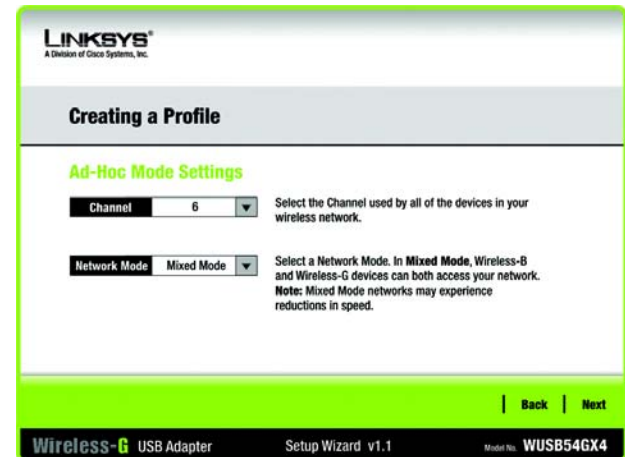 LINKSYS®
A Division of Cisco Systems, Inc.
Creating a Profile
Ad-Hoc Mode Settings
Channel 6 Select the Channel used by all of the devices in your
wireless network.
Network Mode Mixed Mode Select a Network Mode. In Mixed Mode, Wireless-B
and Wireless-G devices can both access your network.
Note: Mixed Mode networks may experience
reductions in speed.
Back Next
Wireless-G USB Adapter Setup Wizard v1.1 Model No. WUSB54GX4